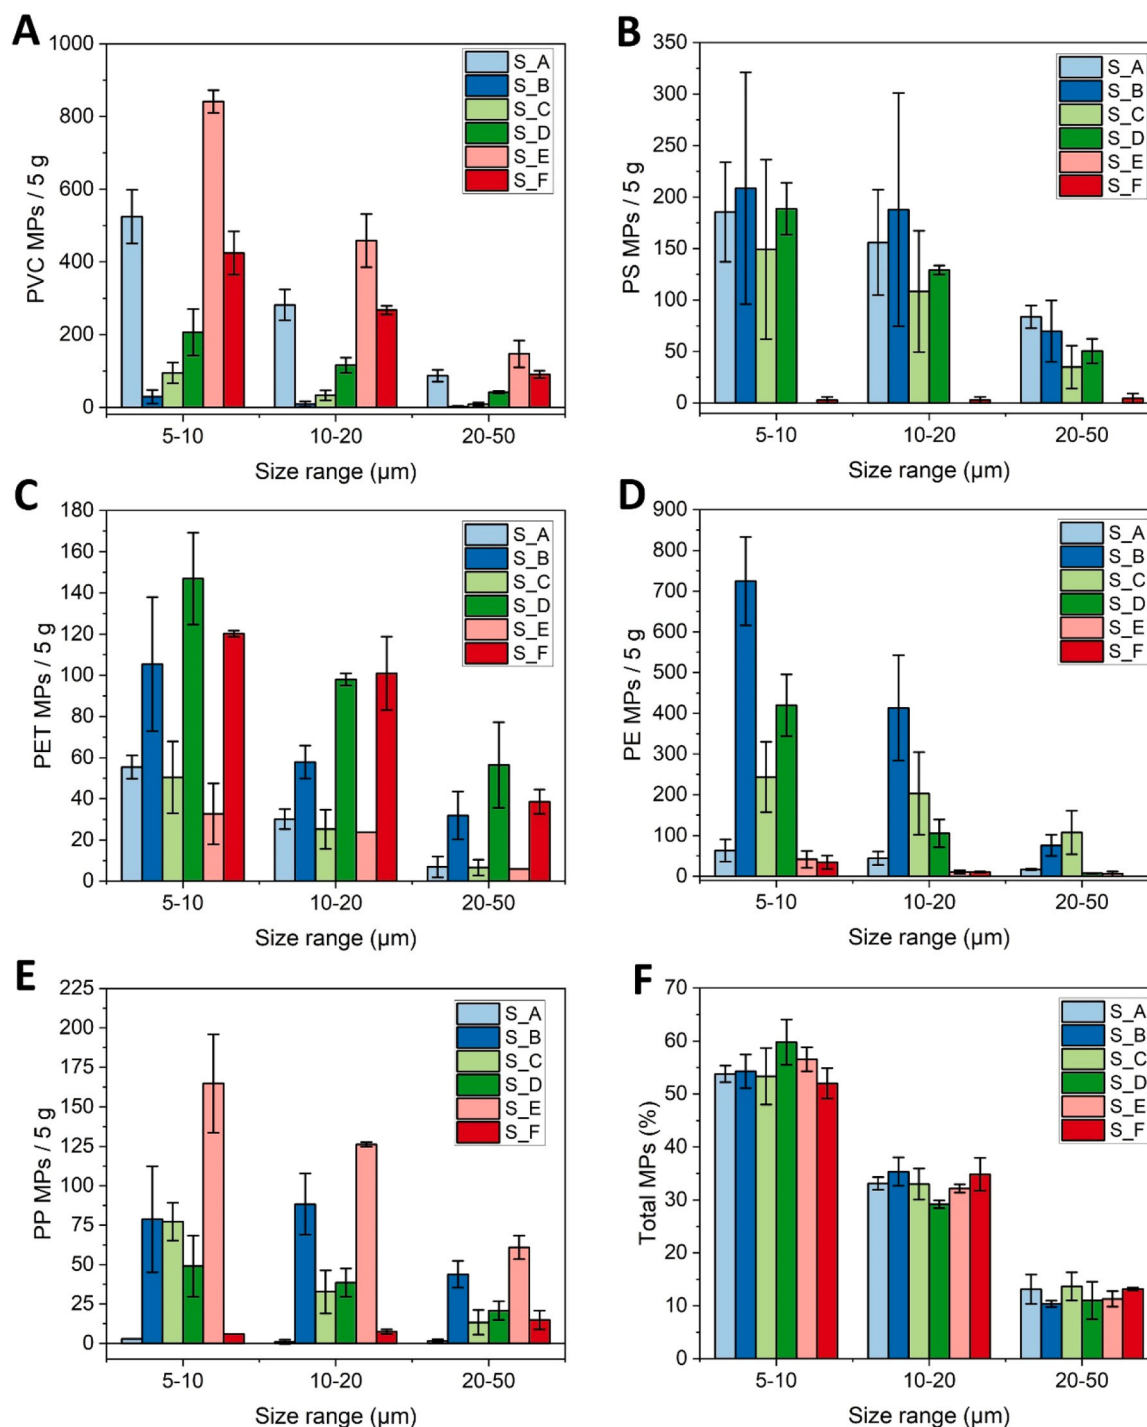 A
1000
800
600
400
200
0
PVC MPs / 5 g
S_A
S_B
S_C
S_D
S_E
S_F
5-10
10-20
20-50
Size range (µm)
B
350
300
250
200
150
100
50
0
PS MPs / 5 g
S_A
S_B
S_C
S_D
S_E
S_F
5-10
10-20
20-50
Size range (µm)
C
180
160
140
120
100
80
60
40
20
0
PET MPs / 5 g
S_A
S_B
S_C
S_D
S_E
S_F
5-10
10-20
20-50
Size range (µm)
D
900
800
700
600
500
400
300
200
100
0
PE MPs / 5 g
S_A
S_B
S_C
S_D
S_E
S_F
5-10
10-20
20-50
Size range (µm)
E
225
200
175
150
125
100
75
50
25
0
PP MPs / 5 g
S_A
S_B
S_C
S_D
S_E
S_F
5-10
10-20
20-50
Size range (µm)
F
70
60
50
40
30
20
10
0
Total MPs (%)
S_A
S_B
S_C
S_D
S_E
S_F
5-10
10-20
20-50
Size range (µm)